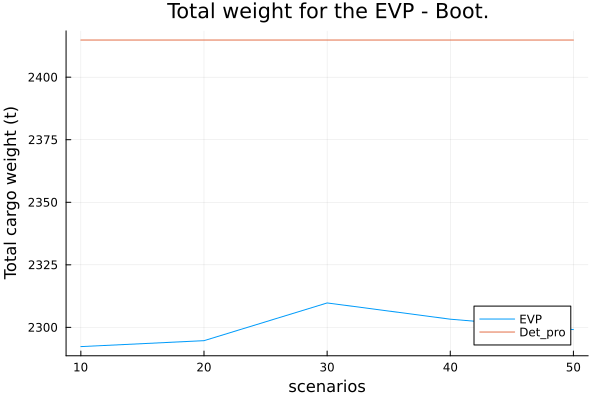 Total weight for the EVP - Boot.
Total cargo weight (t)
2400
2375
2350
2325
2300
EVP
Det_pro
10 20 30 40 50
scenarios